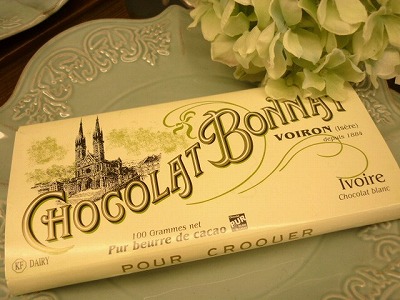 CHOCOLAT BONNAT
VOIRON (Isère)
depuis 1884
Ivoire
Chocolat blanc
100 Grammes net
Pur beurre de cacao
POUR CROQUER
KF DAIRY